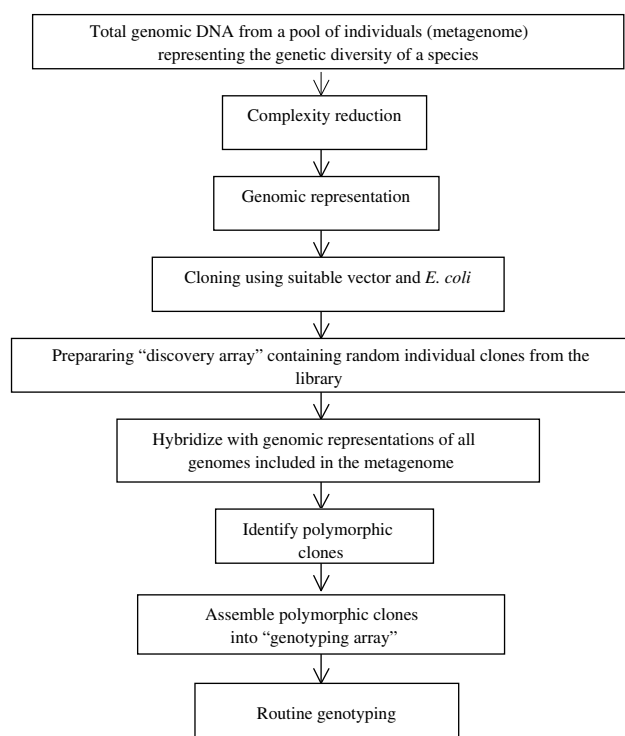 Total genomic DNA from a pool of individuals (metagenome)
representing the genetic diversity of a species
Complexity reduction
Genomic representation
Cloning using suitable vector and E. coli
Prepararing “discovery array” containing random individual clones from the
library
Hybridize with genomic representations of all
genomes included in the metagenome
Identify polymorphic
clones
Assemble polymorphic clones
into “genotyping array”
Routine genotyping